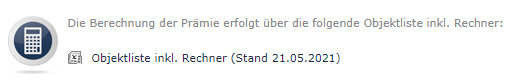 Die Berechnung der Prämie erfolgt über die folgende Objektliste inkl. Rechner:
Objektliste inkl. Rechner (Stand 21.05.2021)